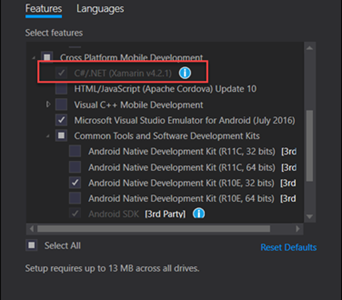 Features Languages
Select features
Cross Platform Mobile Development
C#/.NET (Xamarin v4.2.1)
HTML/JavaScript (Apache Cordova) Update 10
Visual C++ Mobile Development
Microsoft Visual Studio Emulator for Android (July 2016)
Common Tools and Software Development Kits
Android Native Development Kit (R11C, 32 bits) [3rd
Android Native Development Kit (R11C, 64 bits) [3rd
Android Native Development Kit (R10E, 32 bits) [3rd
Android Native Development Kit (R10E, 64 bits) [3rd
Android SDK [3rd Party]
Select All
Reset Defaults
Setup requires up to 13 MB across all drives.